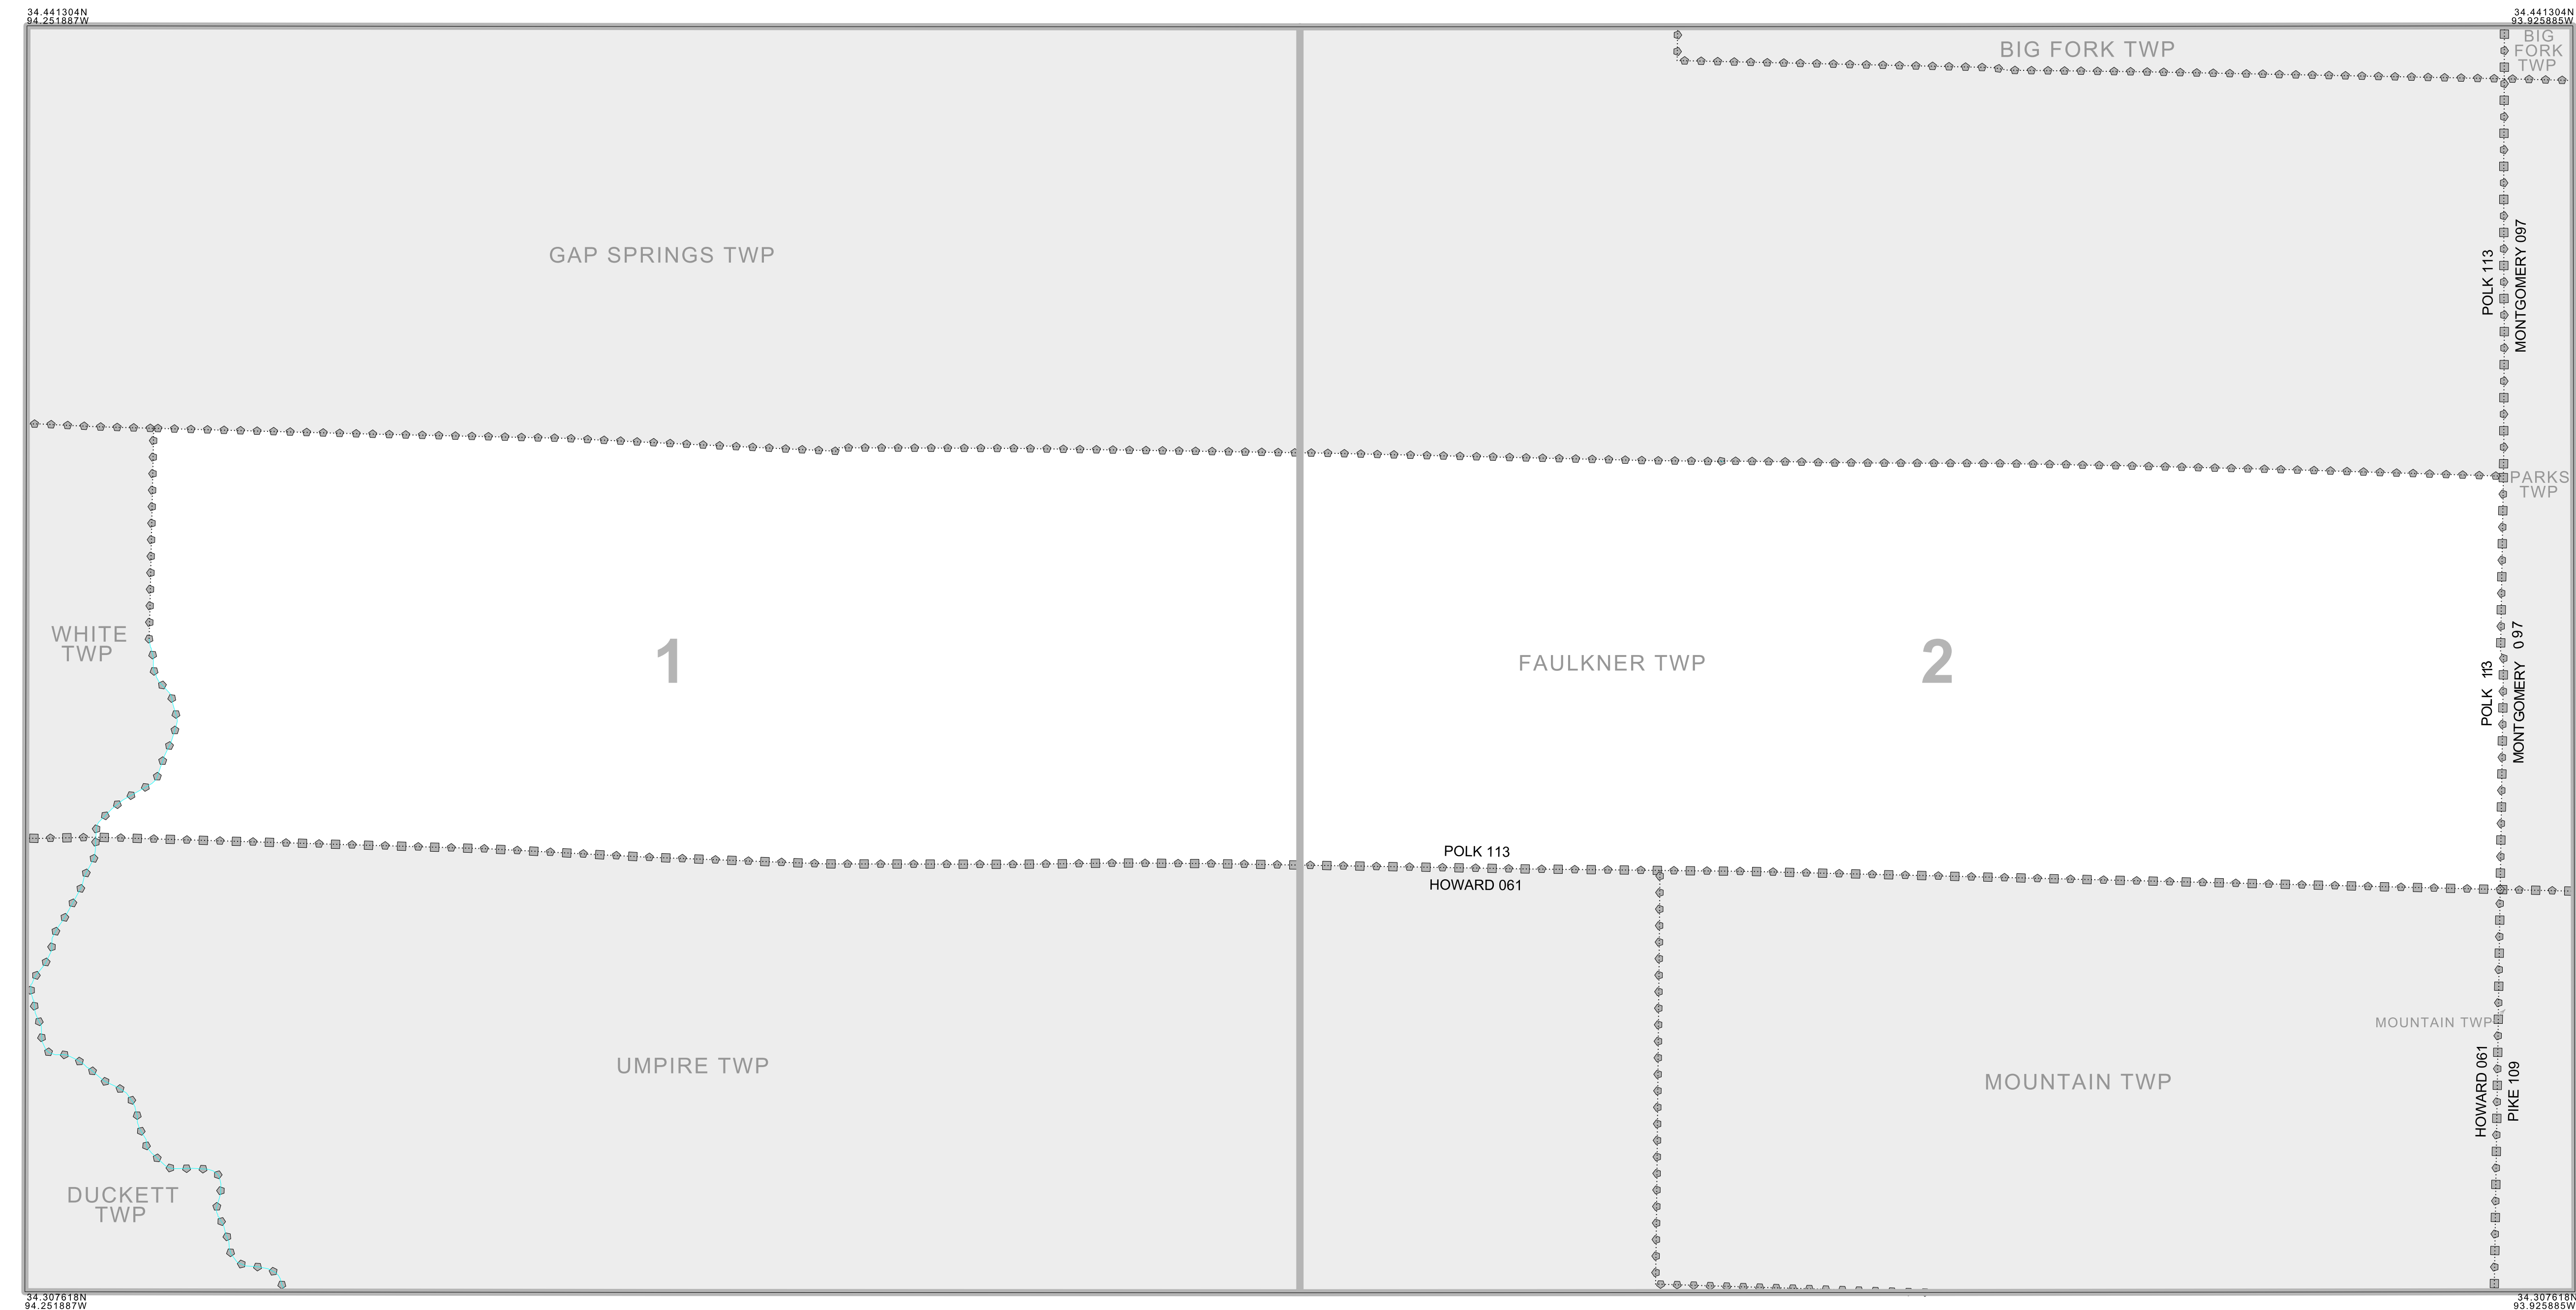 34.441304N
94.251887W
34.441304N
93.925885W
BIG FORK TWP
BIG
FORK
TWP
GAP SPRINGS TWP
POLK 113
MONTGOMERY 097
PARKS
TWP
WHITE
TWP
1
FAULKNER TWP
2
POLK 113
MONTGOMERY 0 97
POLK 113
HOWARD 061
MOUNTAIN TWP
UMPIRE TWP
MOUNTAIN TWP
HOWARD 061
PIKE 109
DUCKETT
TWP
34.307618N
94.251887W
34.307618N
93.925885W